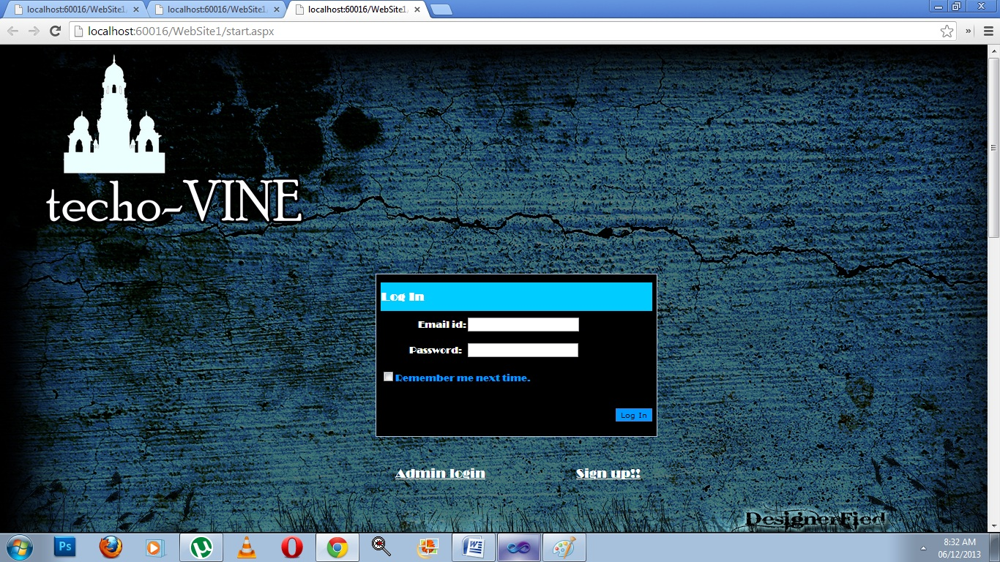 localhost:60016/WebSite1 localhost:60016/WebSite1 localhost:60016/WebSite1
localhost:60016/WebSite1/start.aspx
techo~VINE
Log In
Email id:
Password:
Remember me next time.
Log In
Admin login Sign up!!
DesignerFied
Ps
8:32 AM
06/12/2013